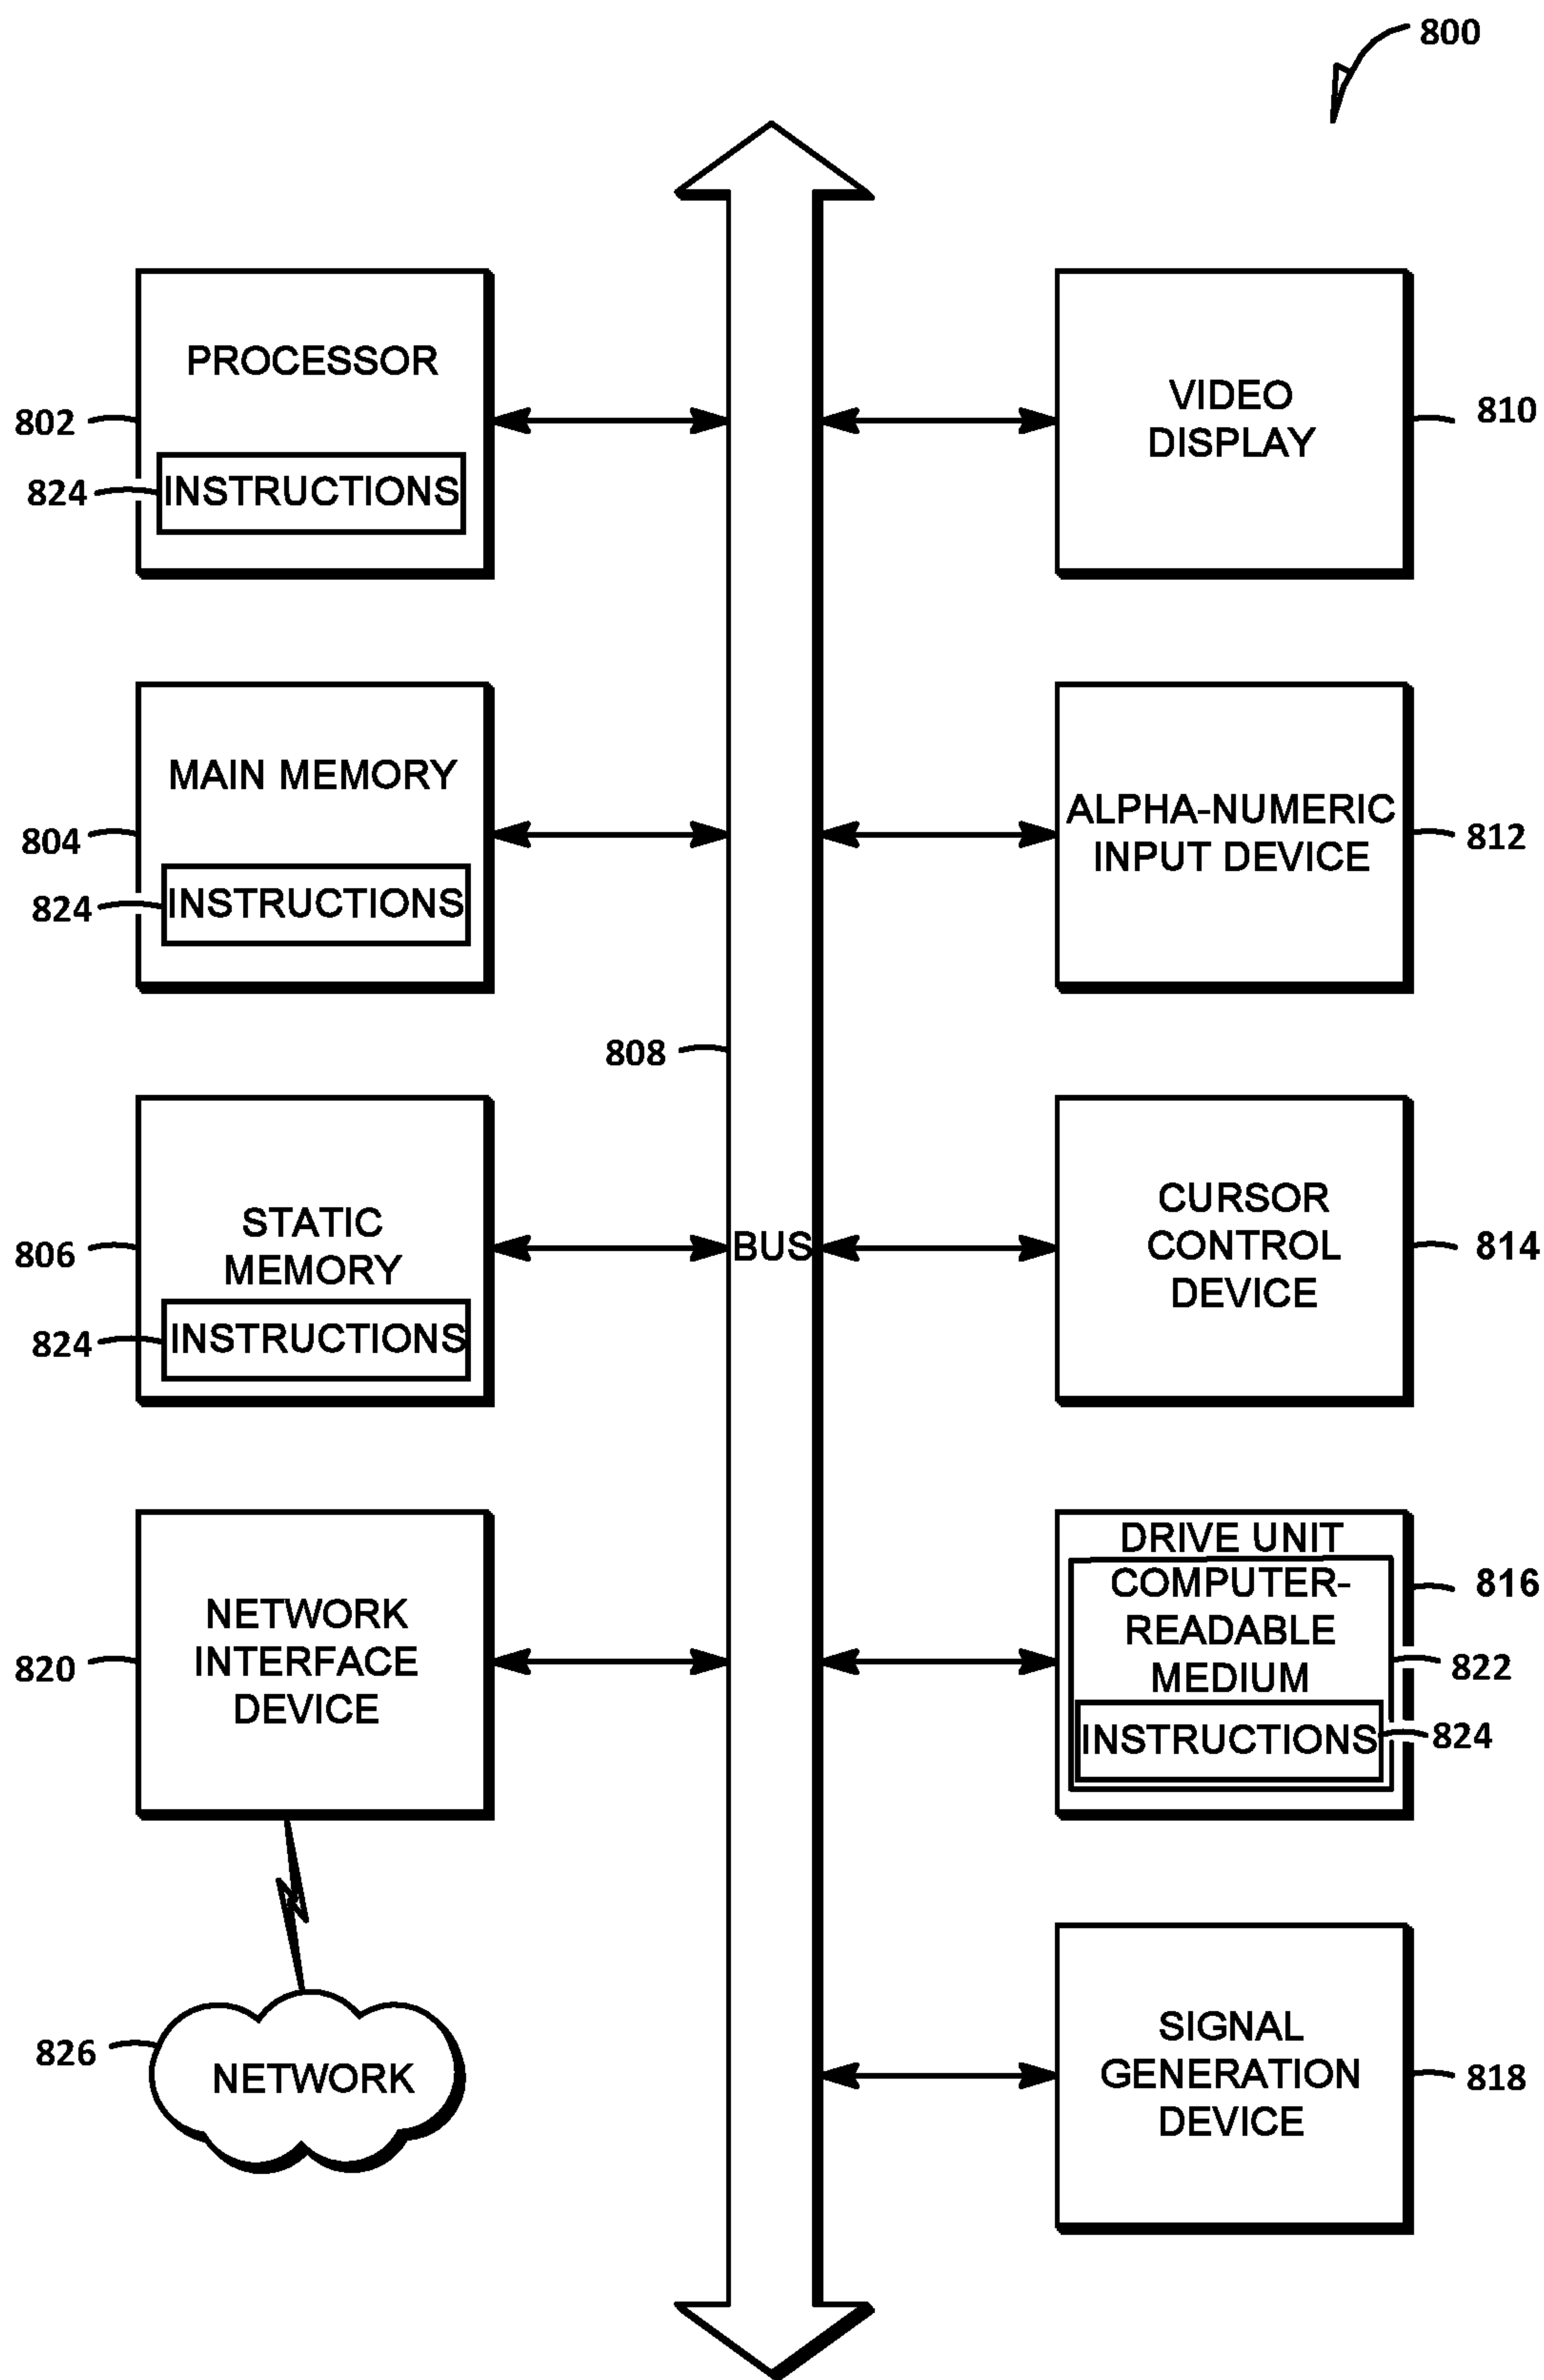 800
PROCESSOR
802
824
INSTRUCTIONS
VIDEO
DISPLAY
810
MAIN MEMORY
804
824
INSTRUCTIONS
ALPHA-NUMERIC
INPUT DEVICE
812
808
BUS
STATIC
MEMORY
806
824
INSTRUCTIONS
CURSOR
CONTROL
DEVICE
814
NETWORK
INTERFACE
DEVICE
820
DRIVE UNIT
COMPUTER-
READABLE
MEDIUM
INSTRUCTIONS
816
822
824
826
NETWORK
SIGNAL
GENERATION
DEVICE
818